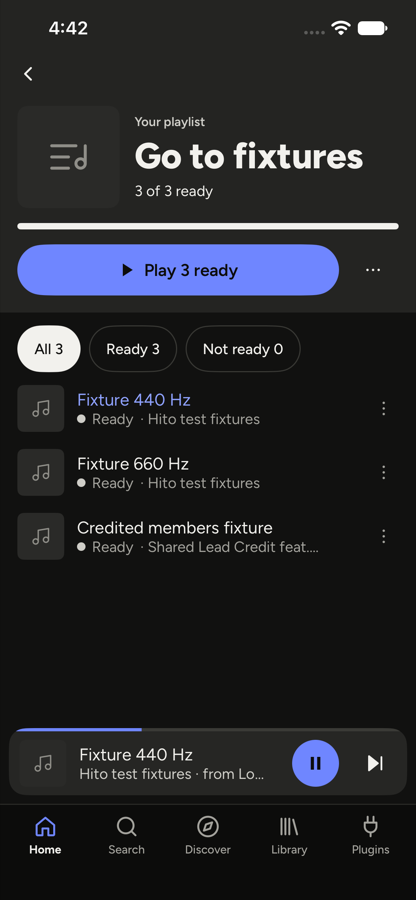 4:42
Your playlist
Go to fixtures
3 of 3 ready
Play 3 ready
All 3
Ready 3
Not ready 0
Fixture 440 Hz
Ready · Hito test fixtures
Fixture 660 Hz
Ready · Hito test fixtures
Credited members fixture
Ready · Shared Lead Credit feat....
Fixture 440 Hz
Hito test fixtures · from Lo...
Home
Search
Discover
Library
Plugins